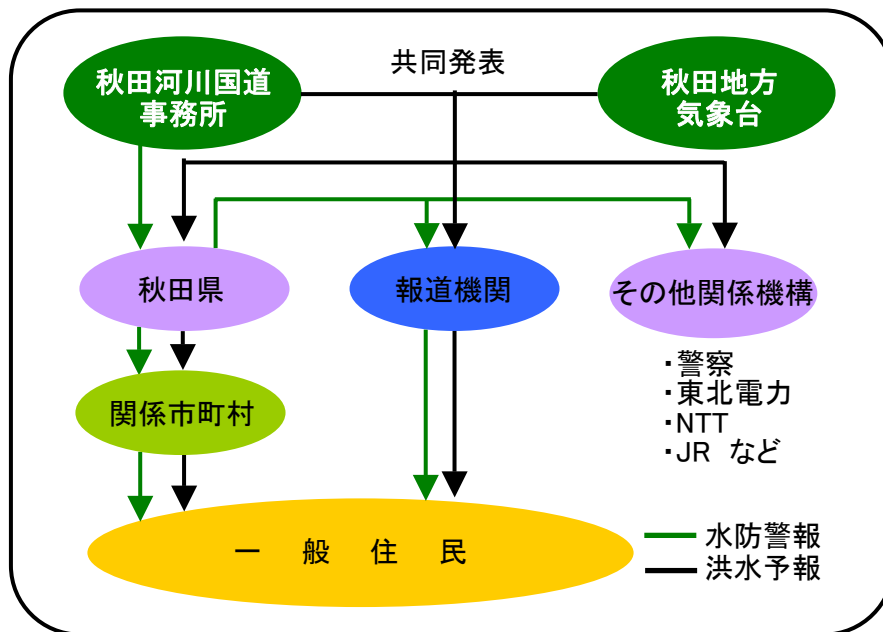 共同発表
秋田河川国道
事務所
秋田地方
気象台
秋田県
報道機関
その他関係機構
・警察
・東北電力
・NTT
・JR など
関係市町村
一 般 住 民
水防警報
洪水予報